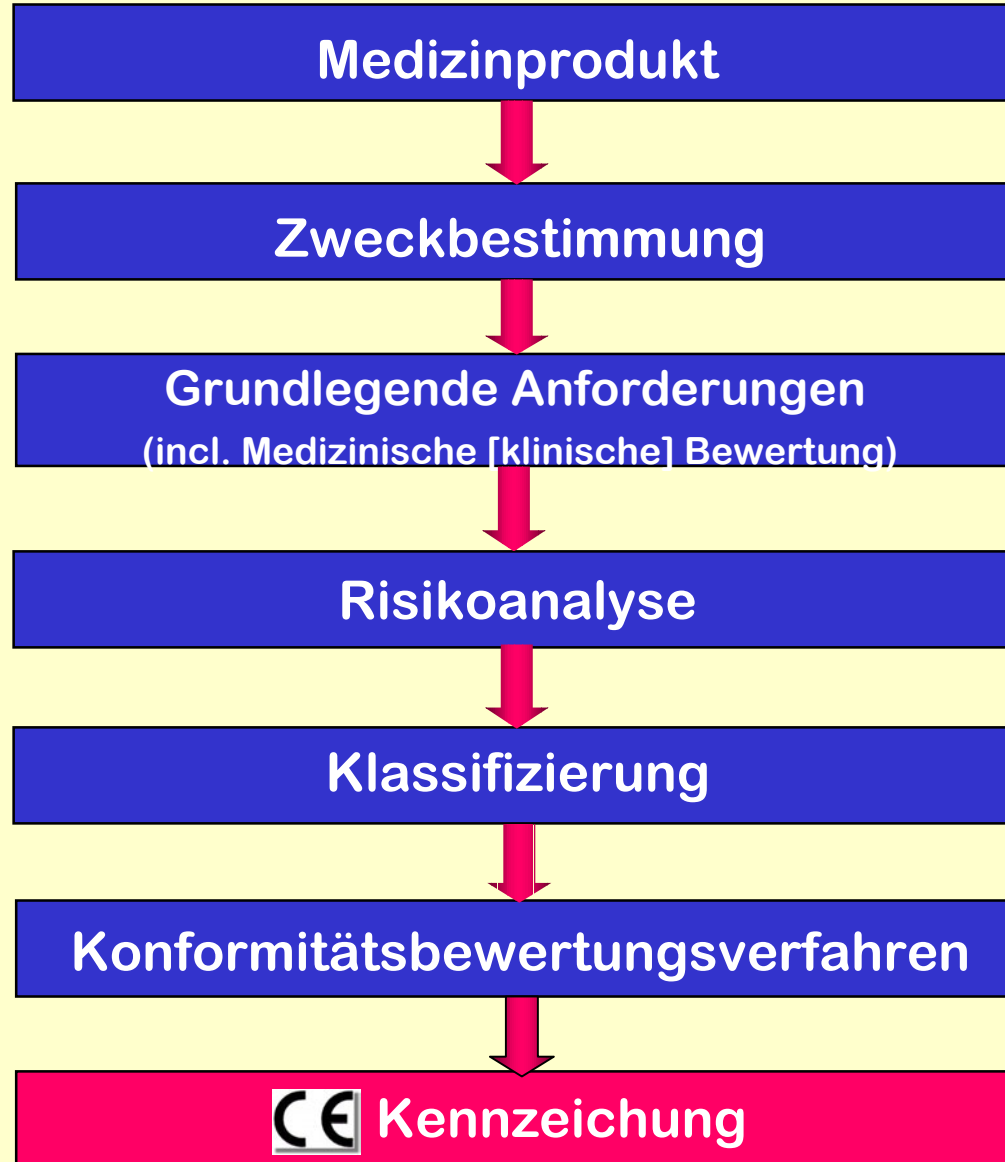 Medizinprodukt
Zweckbestimmung
Grundlegende Anforderungen
(incl. Medizinische [klinische] Bewertung)
Risikoanalyse
Klassifizierung
Konformitätsbewertungsverfahren
CE Kennzeichung